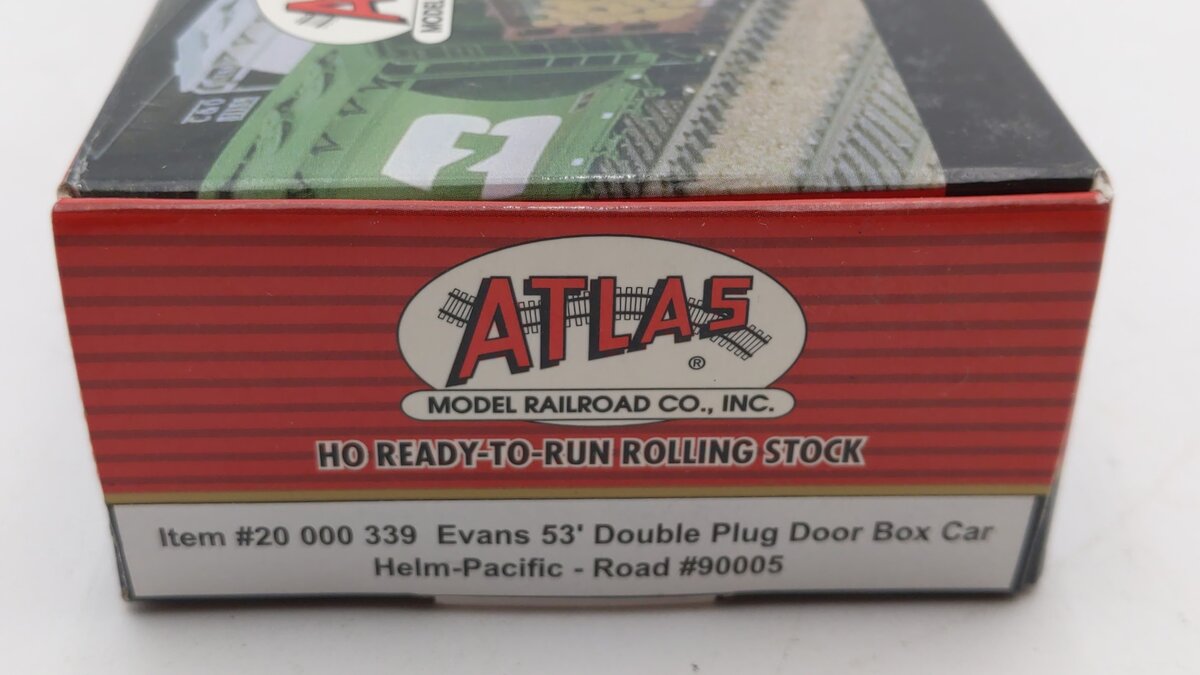 MODEL
ATLAS
®
MODEL RAILROAD CO., INC.
HO READY-TO-RUN ROLLING STOCK
Item #20 000 339 Evans 53' Double Plug Door Box Car
Helm-Pacific - Road #90005